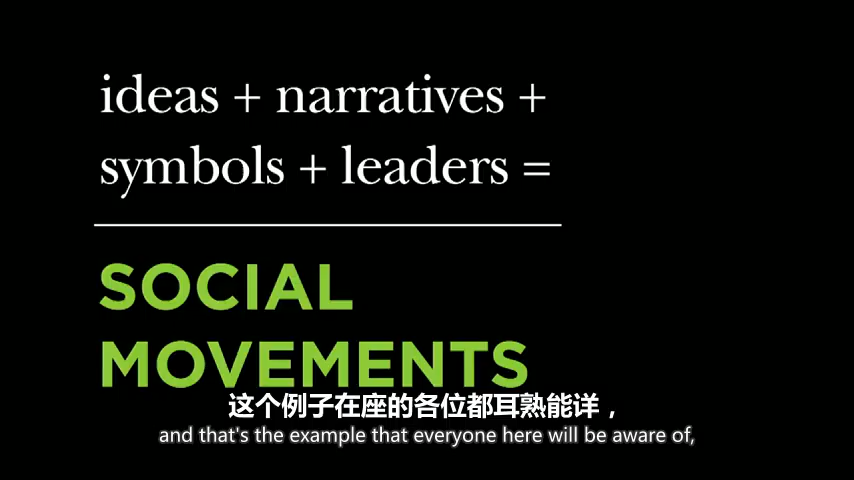 ideas + narratives +
symbols + leaders =
SOCIAL
MOVEMENTS
这个例子在座的各位都耳熟能详，
and that's the example that everyone here will be aware of,